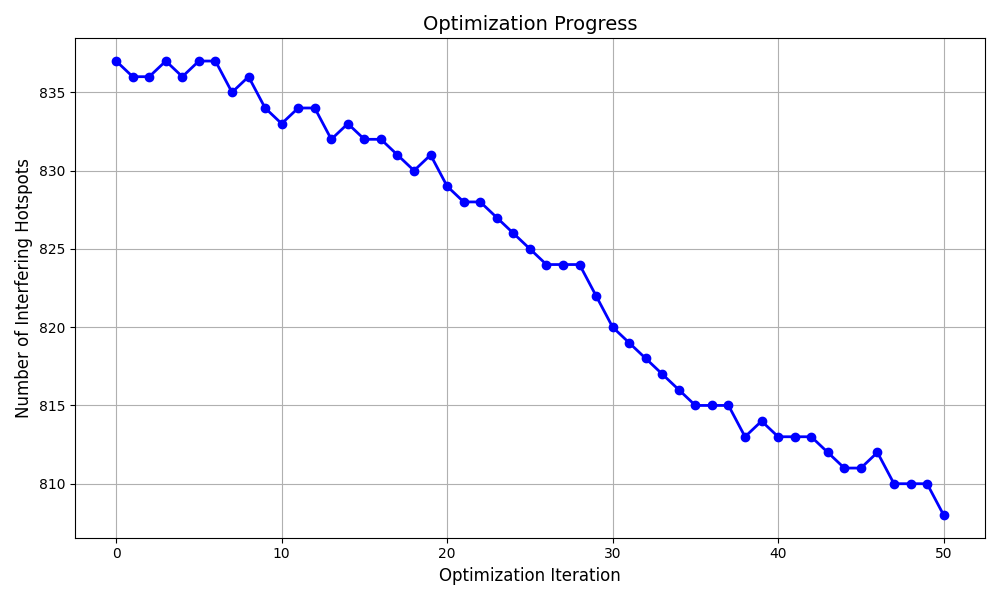 Optimization Progress
Number of Interfering Hotspots
835
830
825
820
815
810
0 10 20 30 40 50
Optimization Iteration